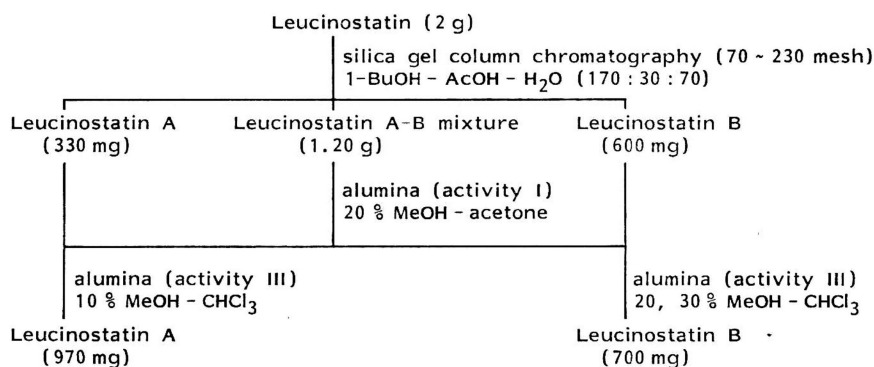 Leucinostatin (2 g)
silica gel column chromatography (70 ~ 230 mesh)
1-BuOH - AcOH - H₂O (170 : 30 : 70)
Leucinostatin A Leucinostatin A-B mixture Leucinostatin B
(330 mg) (1.20 g) (600 mg)
alumina (activity I)
20 % MeOH - acetone
alumina (activity III) alumina (activity III)
10 % MeOH - CHCl₃ 20, 30 % MeOH - CHCl₃
Leucinostatin A Leucinostatin B
(970 mg) (700 mg)